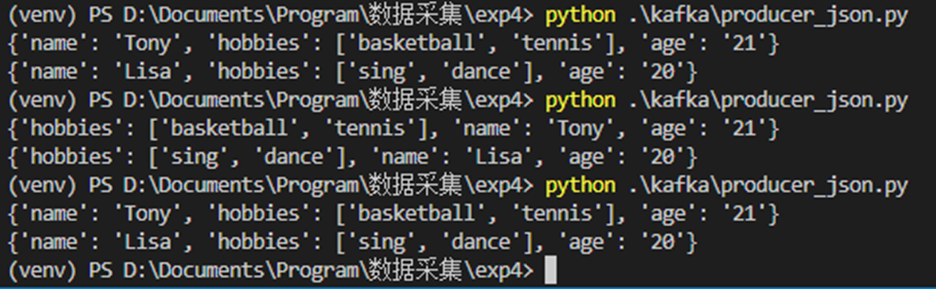 (venv) PS D:\Documents\Program\数据采集\exp4> python .\kafka\producer_json.py
{'name': 'Tony', 'hobbies': ['basketball', 'tennis'], 'age': '21'}
{'name': 'Lisa', 'hobbies': ['sing', 'dance'], 'age': '20'}
(venv) PS D:\Documents\Program\数据采集\exp4> python .\kafka\producer_json.py
{'hobbies': ['basketball', 'tennis'], 'name': 'Tony', 'age': '21'}
{'hobbies': ['sing', 'dance'], 'name': 'Lisa', 'age': '20'}
(venv) PS D:\Documents\Program\数据采集\exp4> python .\kafka\producer_json.py
{'name': 'Tony', 'hobbies': ['basketball', 'tennis'], 'age': '21'}
{'name': 'Lisa', 'hobbies': ['sing', 'dance'], 'age': '20'}
(venv) PS D:\Documents\Program\数据采集\exp4>